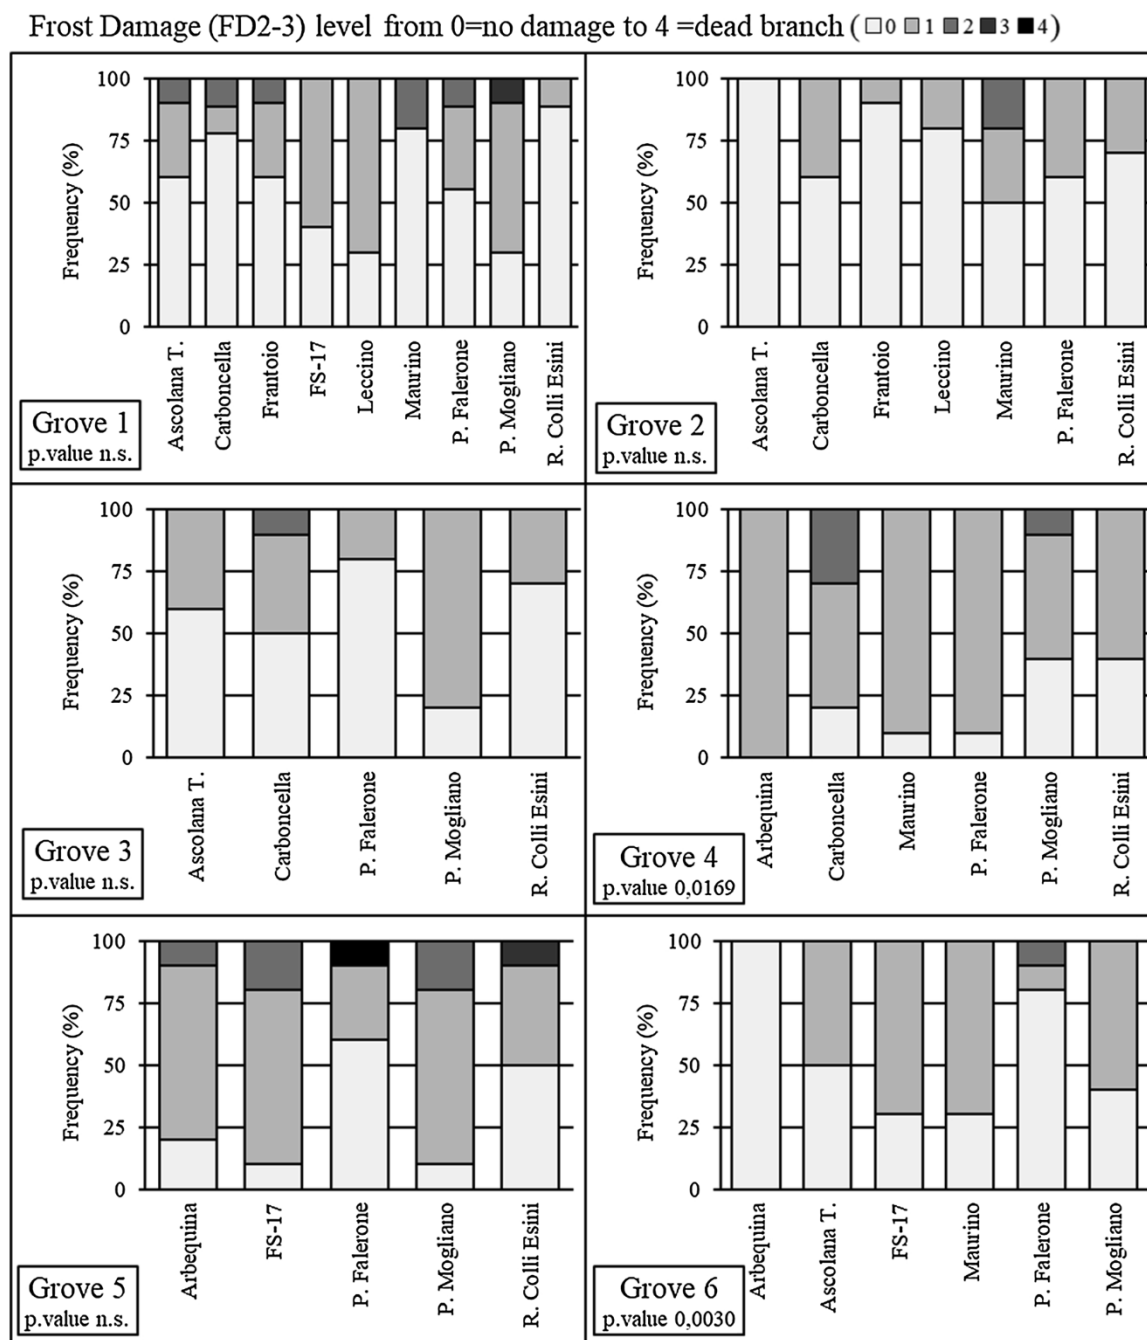 Frost Damage (FD2-3) level from 0=no damage to 4 =dead branch ( 0 1 2 3 4)
Frequency (%)
100
75
50
25
0
Ascolana T.
Carboncella
Frantoio
FS-17
Leccino
Maurino
P. Falerone
P. Mogliano
R. Colli Esini
Grove 1
p.value n.s.
Frequency (%)
100
75
50
25
0
Ascolana T.
Carboncella
Frantoio
Leccino
Maurino
P. Falerone
R. Colli Esini
Grove 2
p.value n.s.
Frequency (%)
100
75
50
25
0
Ascolana T.
Carboncella
P. Falerone
P. Mogliano
R. Colli Esini
Grove 3
p.value n.s.
Frequency (%)
100
75
50
25
0
Arbequina
Carboncella
Maurino
P. Falerone
P. Mogliano
R. Colli Esini
Grove 4
p.value 0,0169
Frequency (%)
100
75
50
25
0
Arbequina
FS-17
P. Falerone
P. Mogliano
R. Colli Esini
Grove 5
p.value n.s.
Frequency (%)
100
75
50
25
0
Arbequina
Ascolana T.
FS-17
Maurino
P. Falerone
P. Mogliano
Grove 6
p.value 0,0030